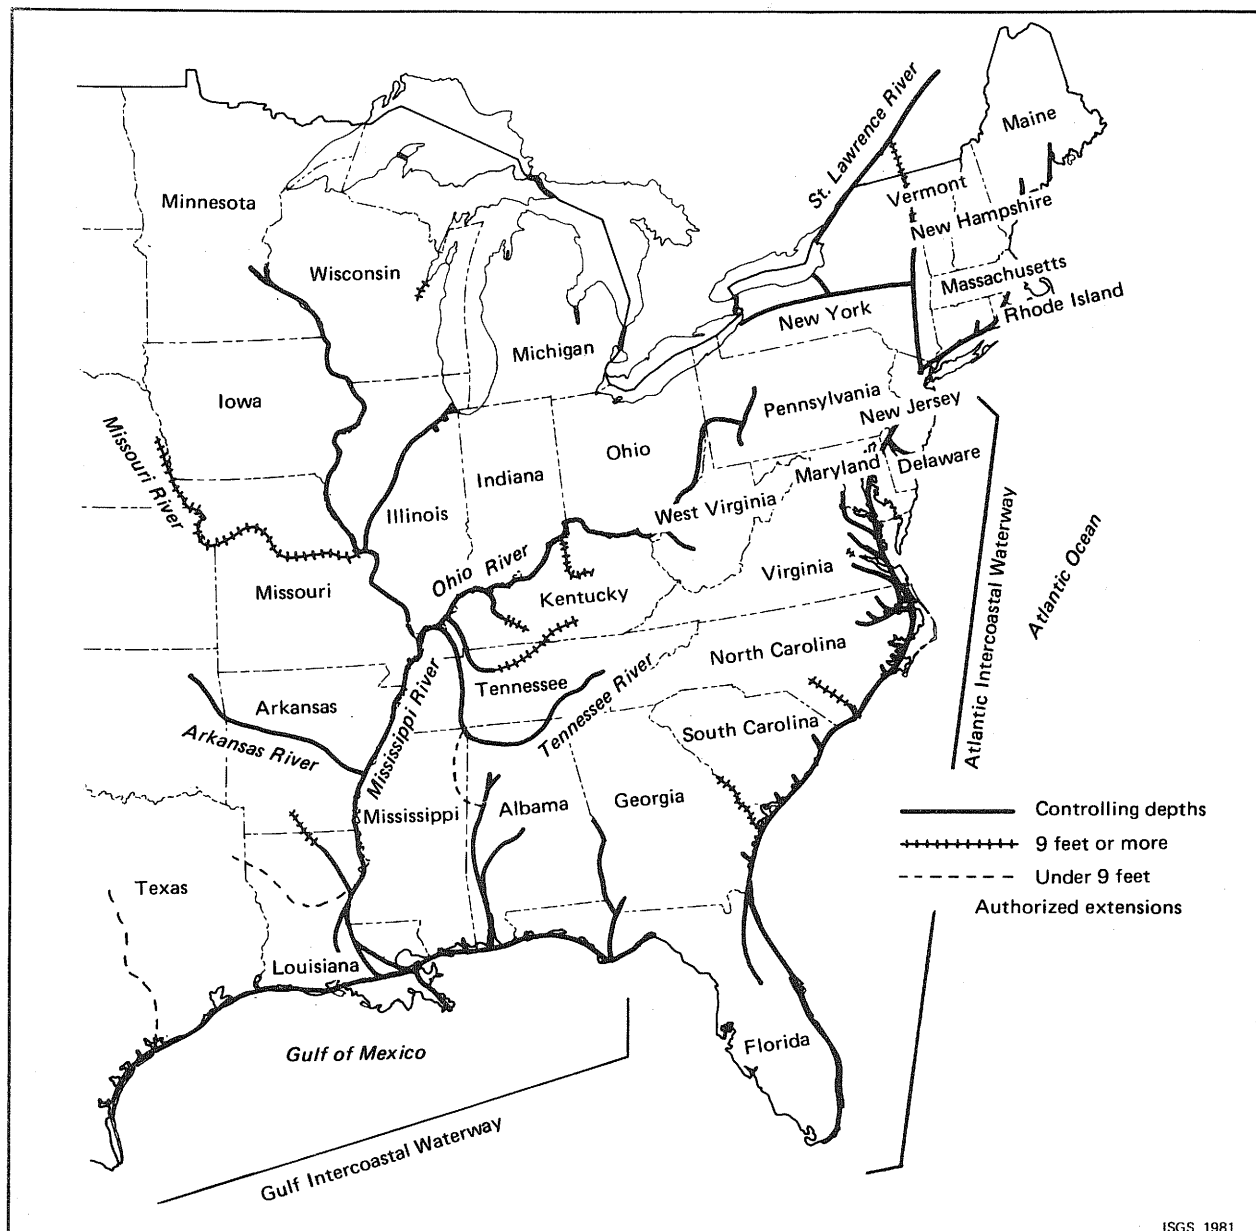 St. Lawrence River
Maine
Minnesota
Vermont
New Hampshire
Wisconsin
Massachusetts
Rhode Island
New York
Michigan
Iowa
Pennsylvania
New Jersey
Missouri River
Ohio
Indiana
Maryland
Delaware
Illinois
West Virginia
Ohio River
Missouri
Kentucky
Virginia
Atlantic Intercoastal Waterway
Atlantic Ocean
North Carolina
Tennessee
Tennessee River
Mississippi River
Arkansas
Arkansas River
South Carolina
Mississippi
Albama
Georgia
Controlling depths
9 feet or more
Under 9 feet
Authorized extensions
Texas
Louisiana
Gulf of Mexico
Florida
Gulf Intercoastal Waterway
ISGS 1981